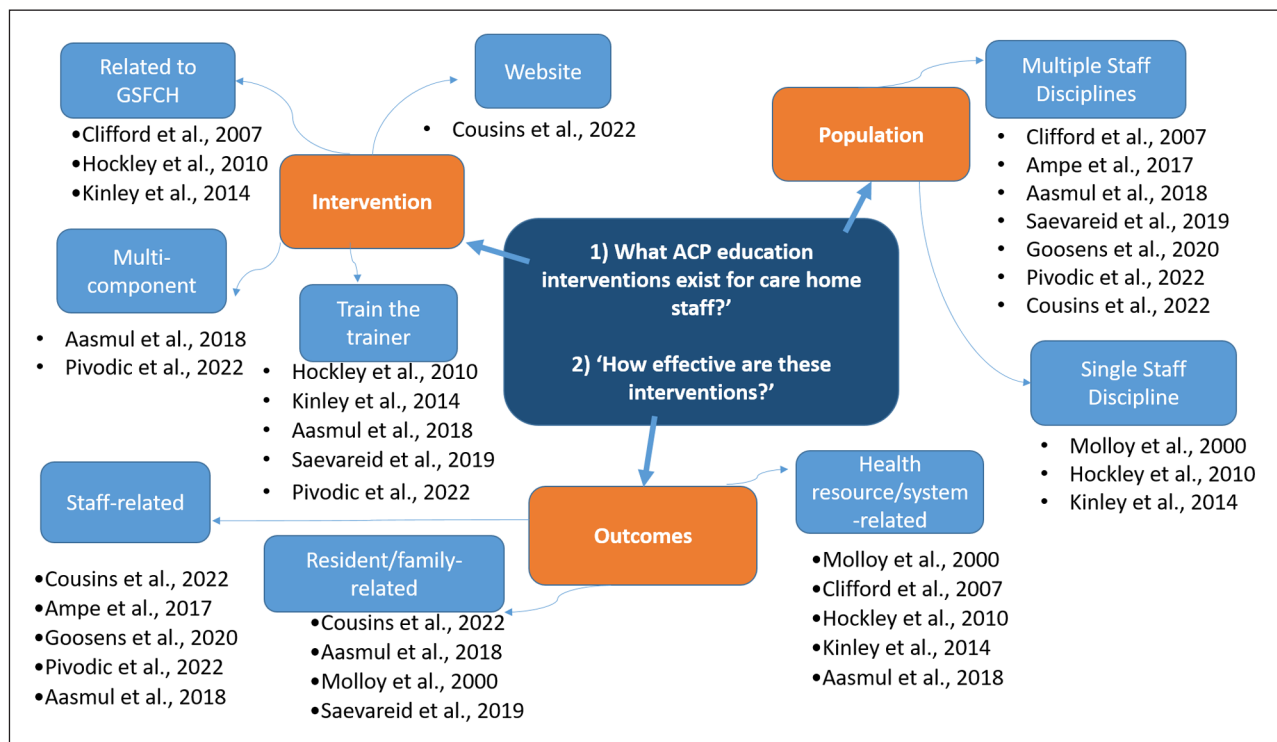 Related to
GSFCH
•Clifford et al., 2007
•Hockley et al., 2010
•Kinley et al., 2014
Website
• Cousins et al., 2022
Intervention
Multi-
component
• Aasmul et al., 2018
• Pivodic et al., 2022
Train the
trainer
• Hockley et al., 2010
• Kinley et al., 2014
• Aasmul et al., 2018
• Saevareid et al., 2019
• Pivodic et al., 2022
1) What ACP education
interventions exist for care home
staff?’
2) ‘How effective are these
interventions?’
Population
Multiple Staff
Disciplines
• Clifford et al., 2007
• Ampe et al., 2017
• Aasmul et al., 2018
• Saevareid et al., 2019
• Goosens et al., 2020
• Pivodic et al., 2022
• Cousins et al., 2022
Single Staff
Discipline
• Molloy et al., 2000
• Hockley et al., 2010
• Kinley et al., 2014
Outcomes
Staff-related
•Cousins et al., 2022
•Ampe et al., 2017
•Goosens et al., 2020
•Pivodic et al., 2022
•Aasmul et al., 2018
Resident/family-
related
•Cousins et al., 2022
•Aasmul et al., 2018
•Molloy et al., 2000
•Saevareid et al., 2019
Health
resource/system
-related
•Molloy et al., 2000
•Clifford et al., 2007
•Hockley et al., 2010
•Kinley et al., 2014
•Aasmul et al., 2018